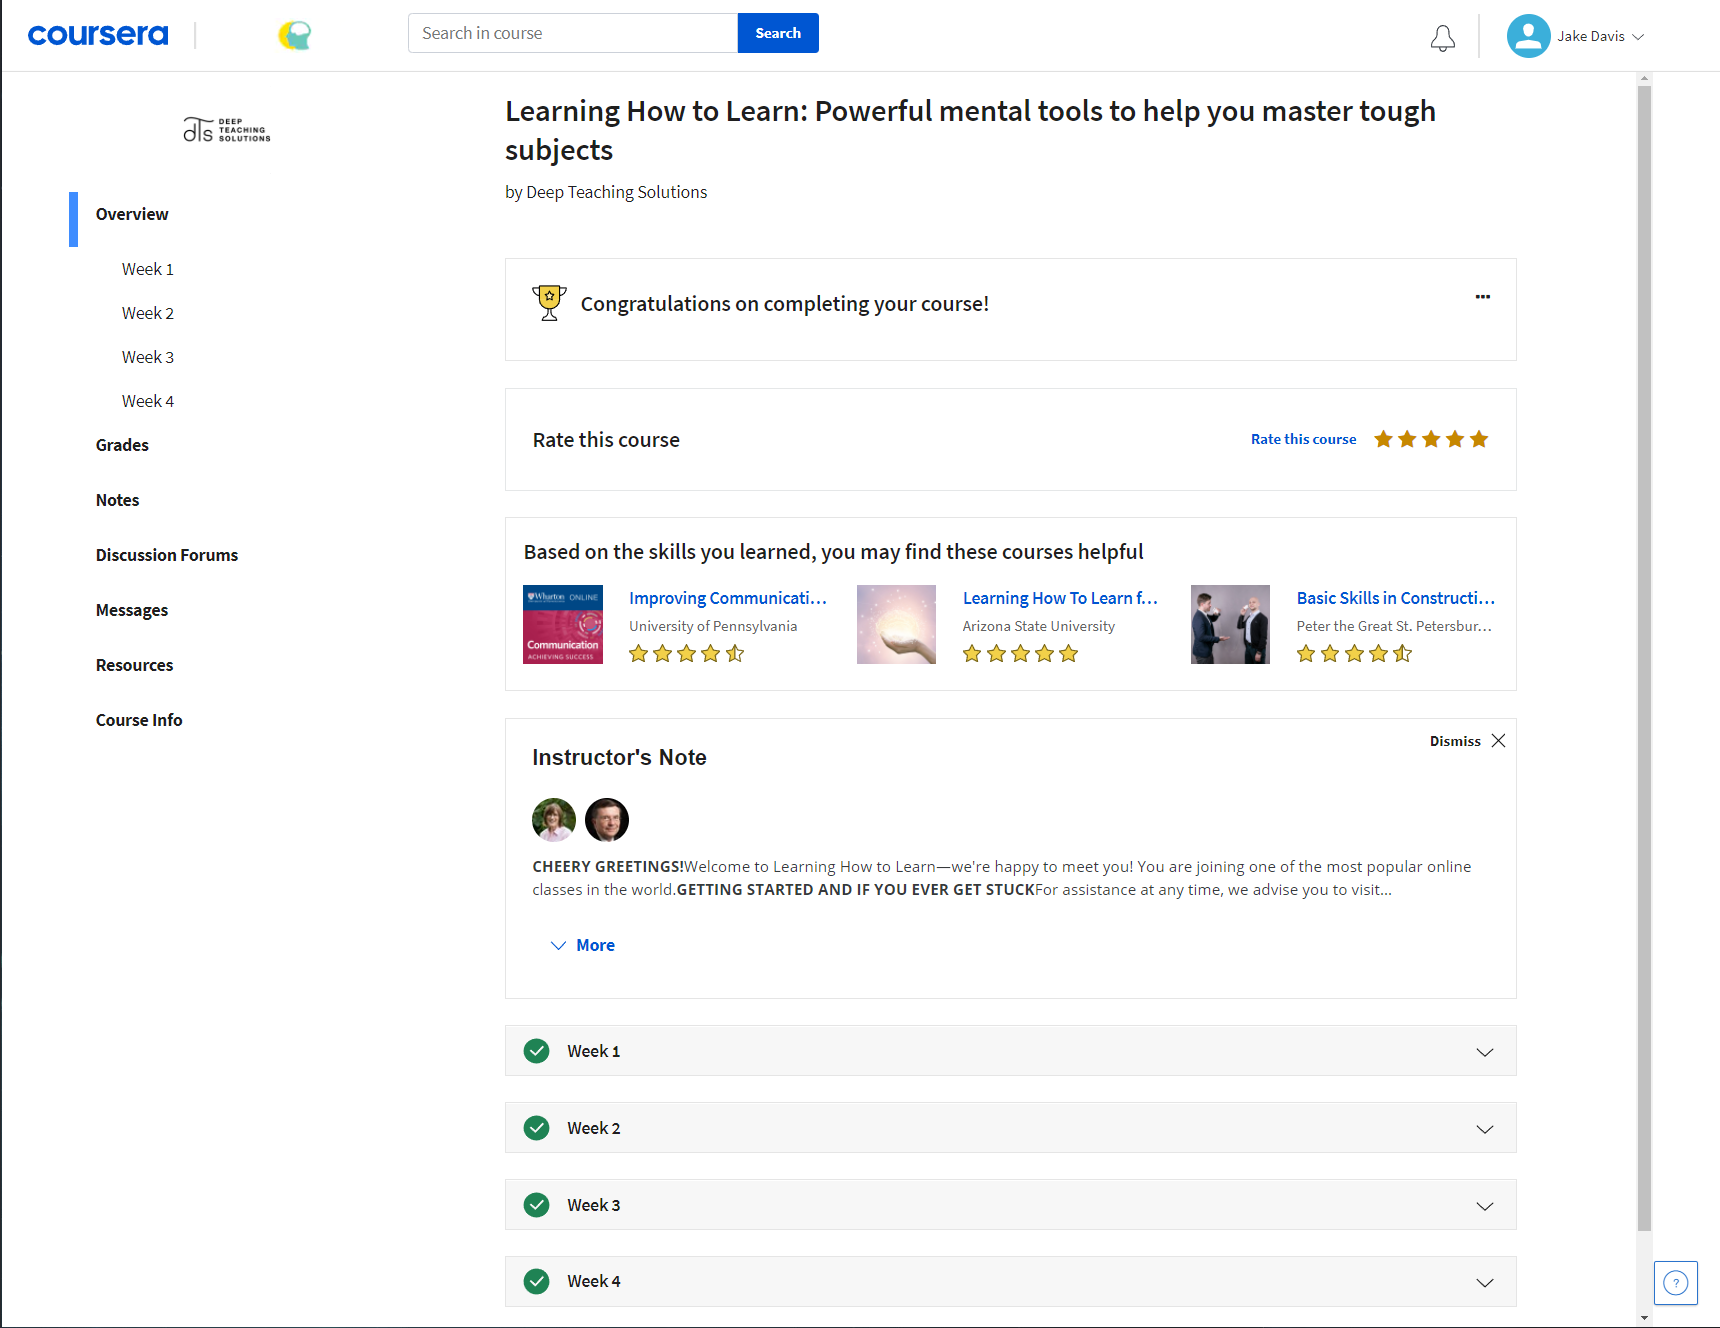 coursera
Search in course
Search
Jake Davis
dTs DEEP
TEACHING
SOLUTIONS
Overview
Week 1
Week 2
Week 3
Week 4
Grades
Notes
Discussion Forums
Messages
Resources
Course Info
Learning How to Learn: Powerful mental tools to help you master tough
subjects
by Deep Teaching Solutions
Congratulations on completing your course!
Rate this course
Rate this course
Based on the skills you learned, you may find these courses helpful
Wharton ONLINE
Communication
ACHIEVING SUCCESS
Improving Communicati...
University of Pennsylvania
Learning How To Learn f...
Arizona State University
Basic Skills in Constructi...
Peter the Great St. Petersbur...
Dismiss
Instructor's Note
CHEERY GREETINGS!Welcome to Learning How to Learn—we're happy to meet you! You are joining one of the most popular online
classes in the world.GETTING STARTED AND IF YOU EVER GET STUCKFor assistance at any time, we advise you to visit...
More
Week 1
Week 2
Week 3
Week 4
?